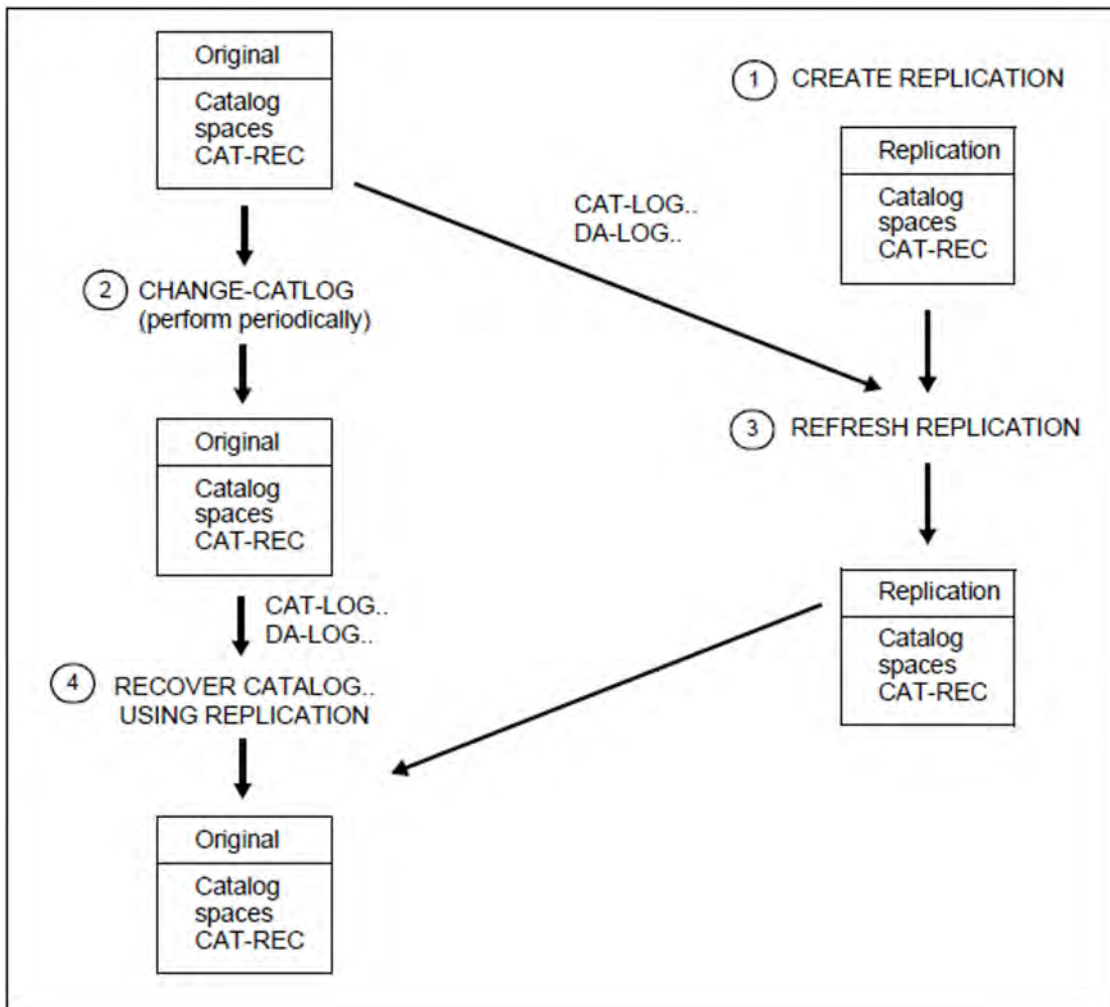 Original
Catalog
spaces
CAT-REC
1 CREATE REPLICATION
Replication
Catalog
spaces
CAT-REC
CAT-LOG..
DA-LOG..
2 CHANGE-CATLOG
(perform periodically)
Original
Catalog
spaces
CAT-REC
3 REFRESH REPLICATION
CAT-LOG..
DA-LOG..
Replication
Catalog
spaces
CAT-REC
4 RECOVER CATALOG..
USING REPLICATION
Original
Catalog
spaces
CAT-REC